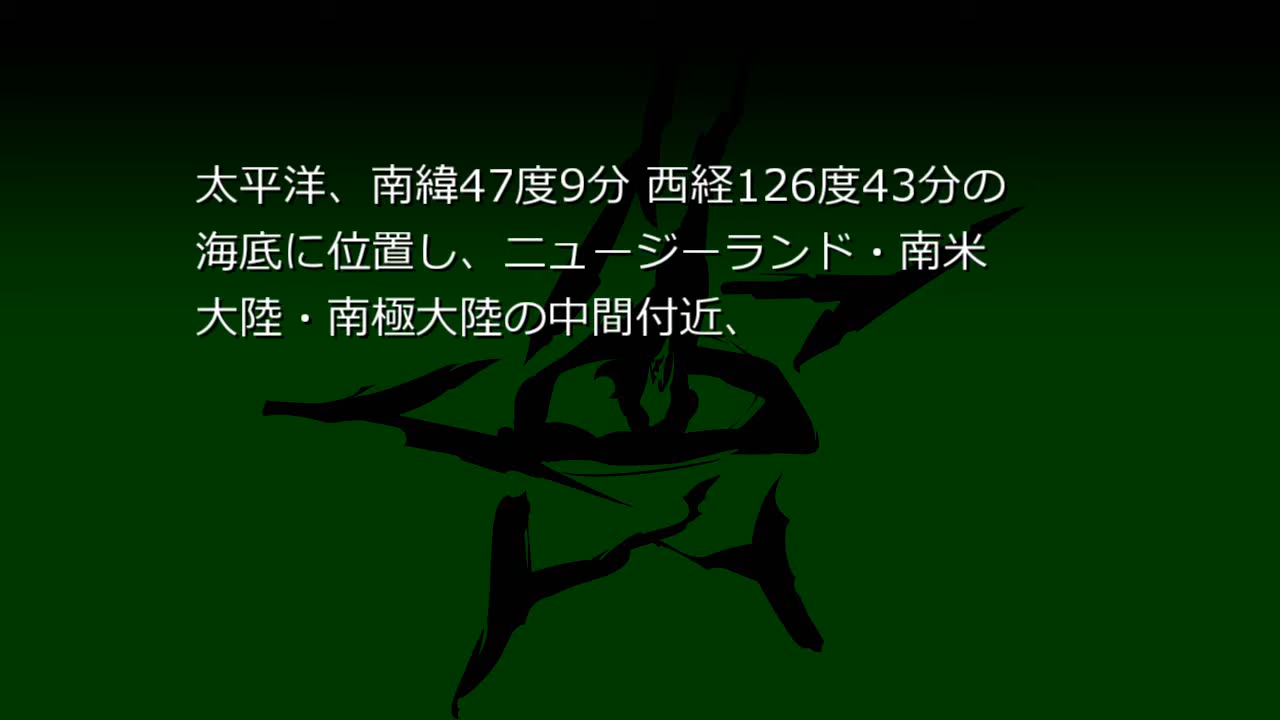 太平洋、南緯47度9分 西経126度43分の
海底に位置し、ニュージーランド・南米
大陸・南極大陸の中間付近、